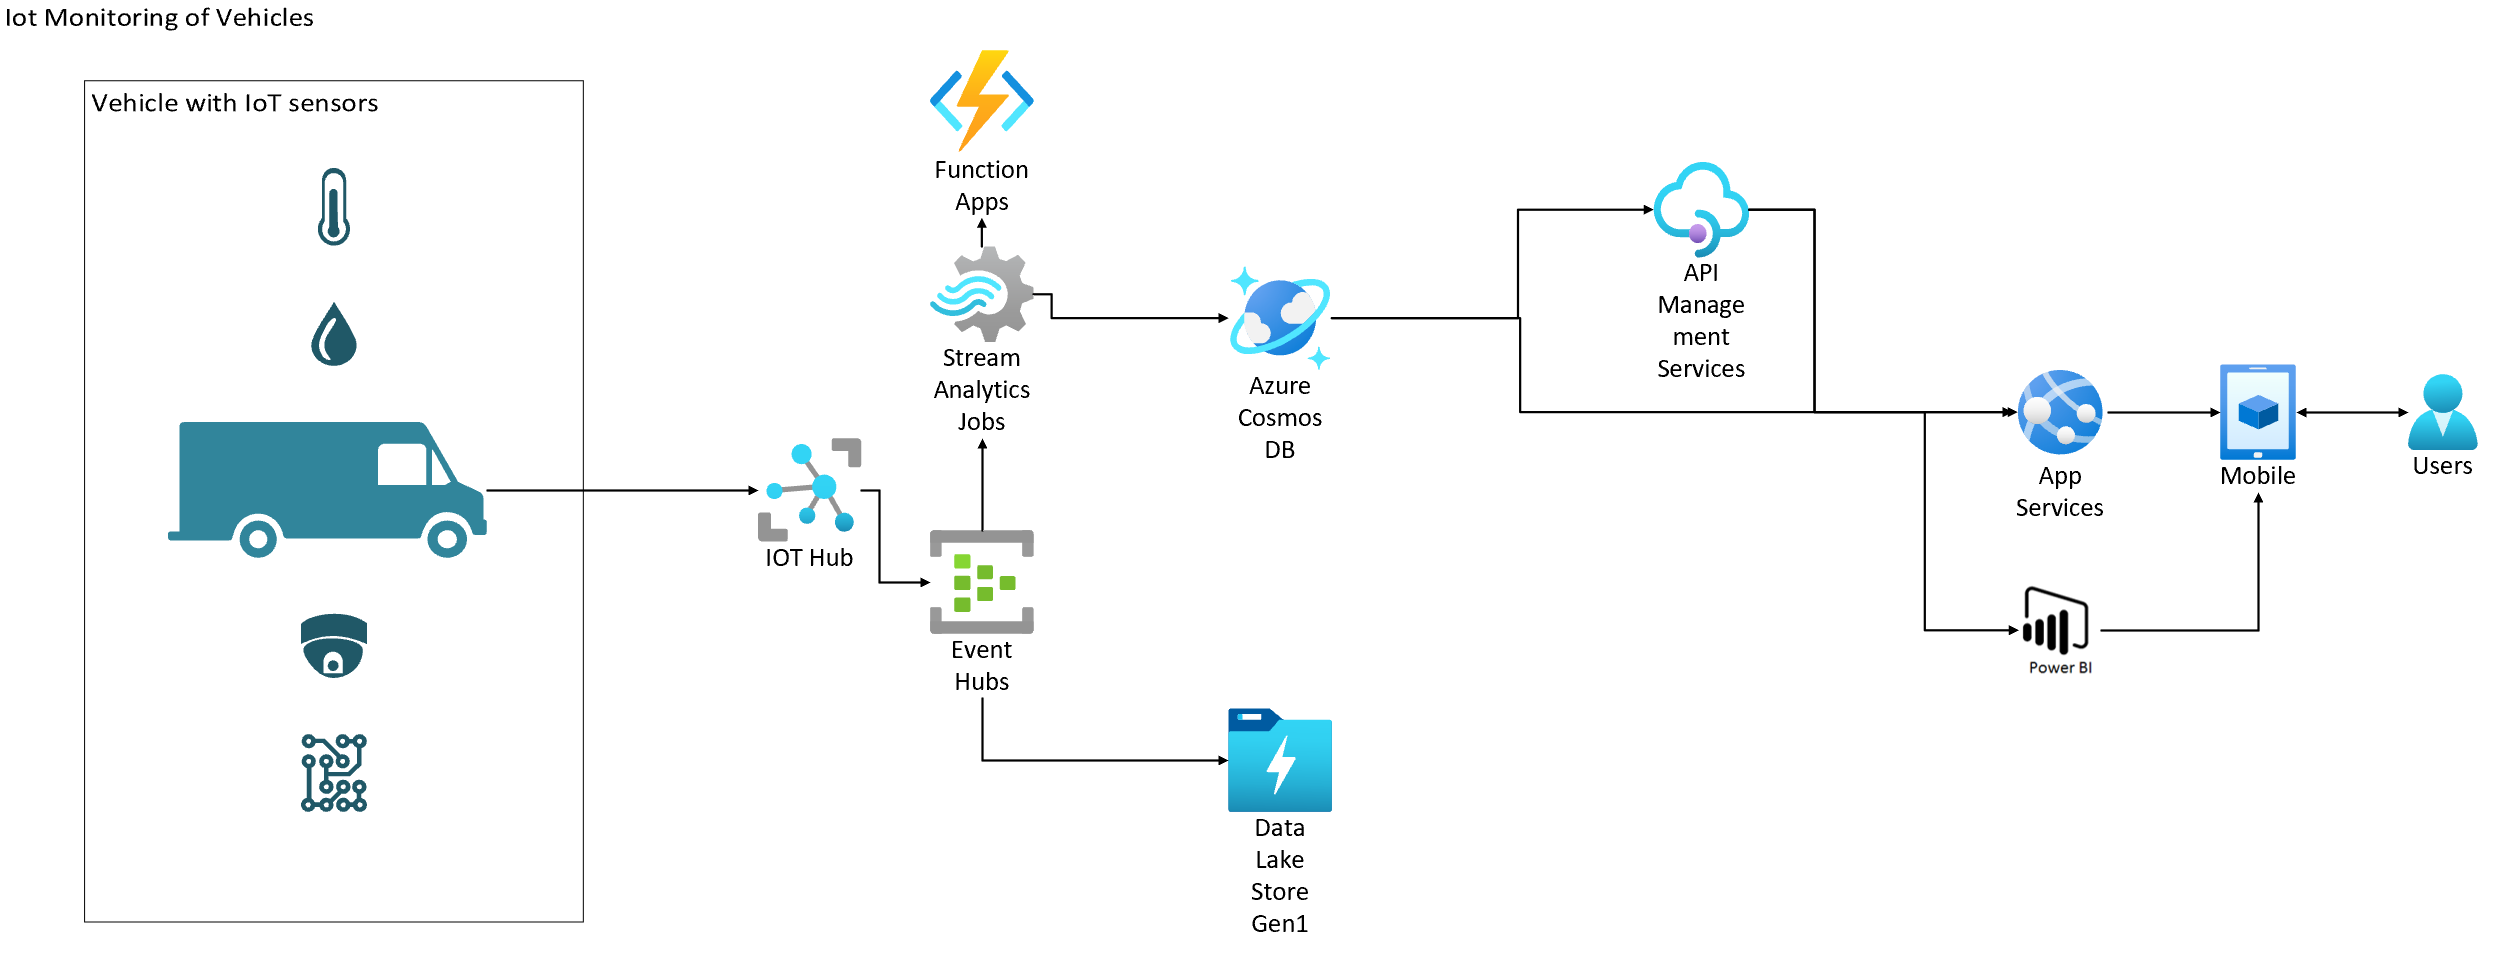 Iot Monitoring of Vehicles
Vehicle with IoT sensors
Function
Apps
Stream
Analytics
Jobs
IOT Hub
Event
Hubs
Azure
Cosmos
DB
Data
Lake
Store
Gen1
API
Manage
ment
Services
App
Services
Power BI
Mobile
Users